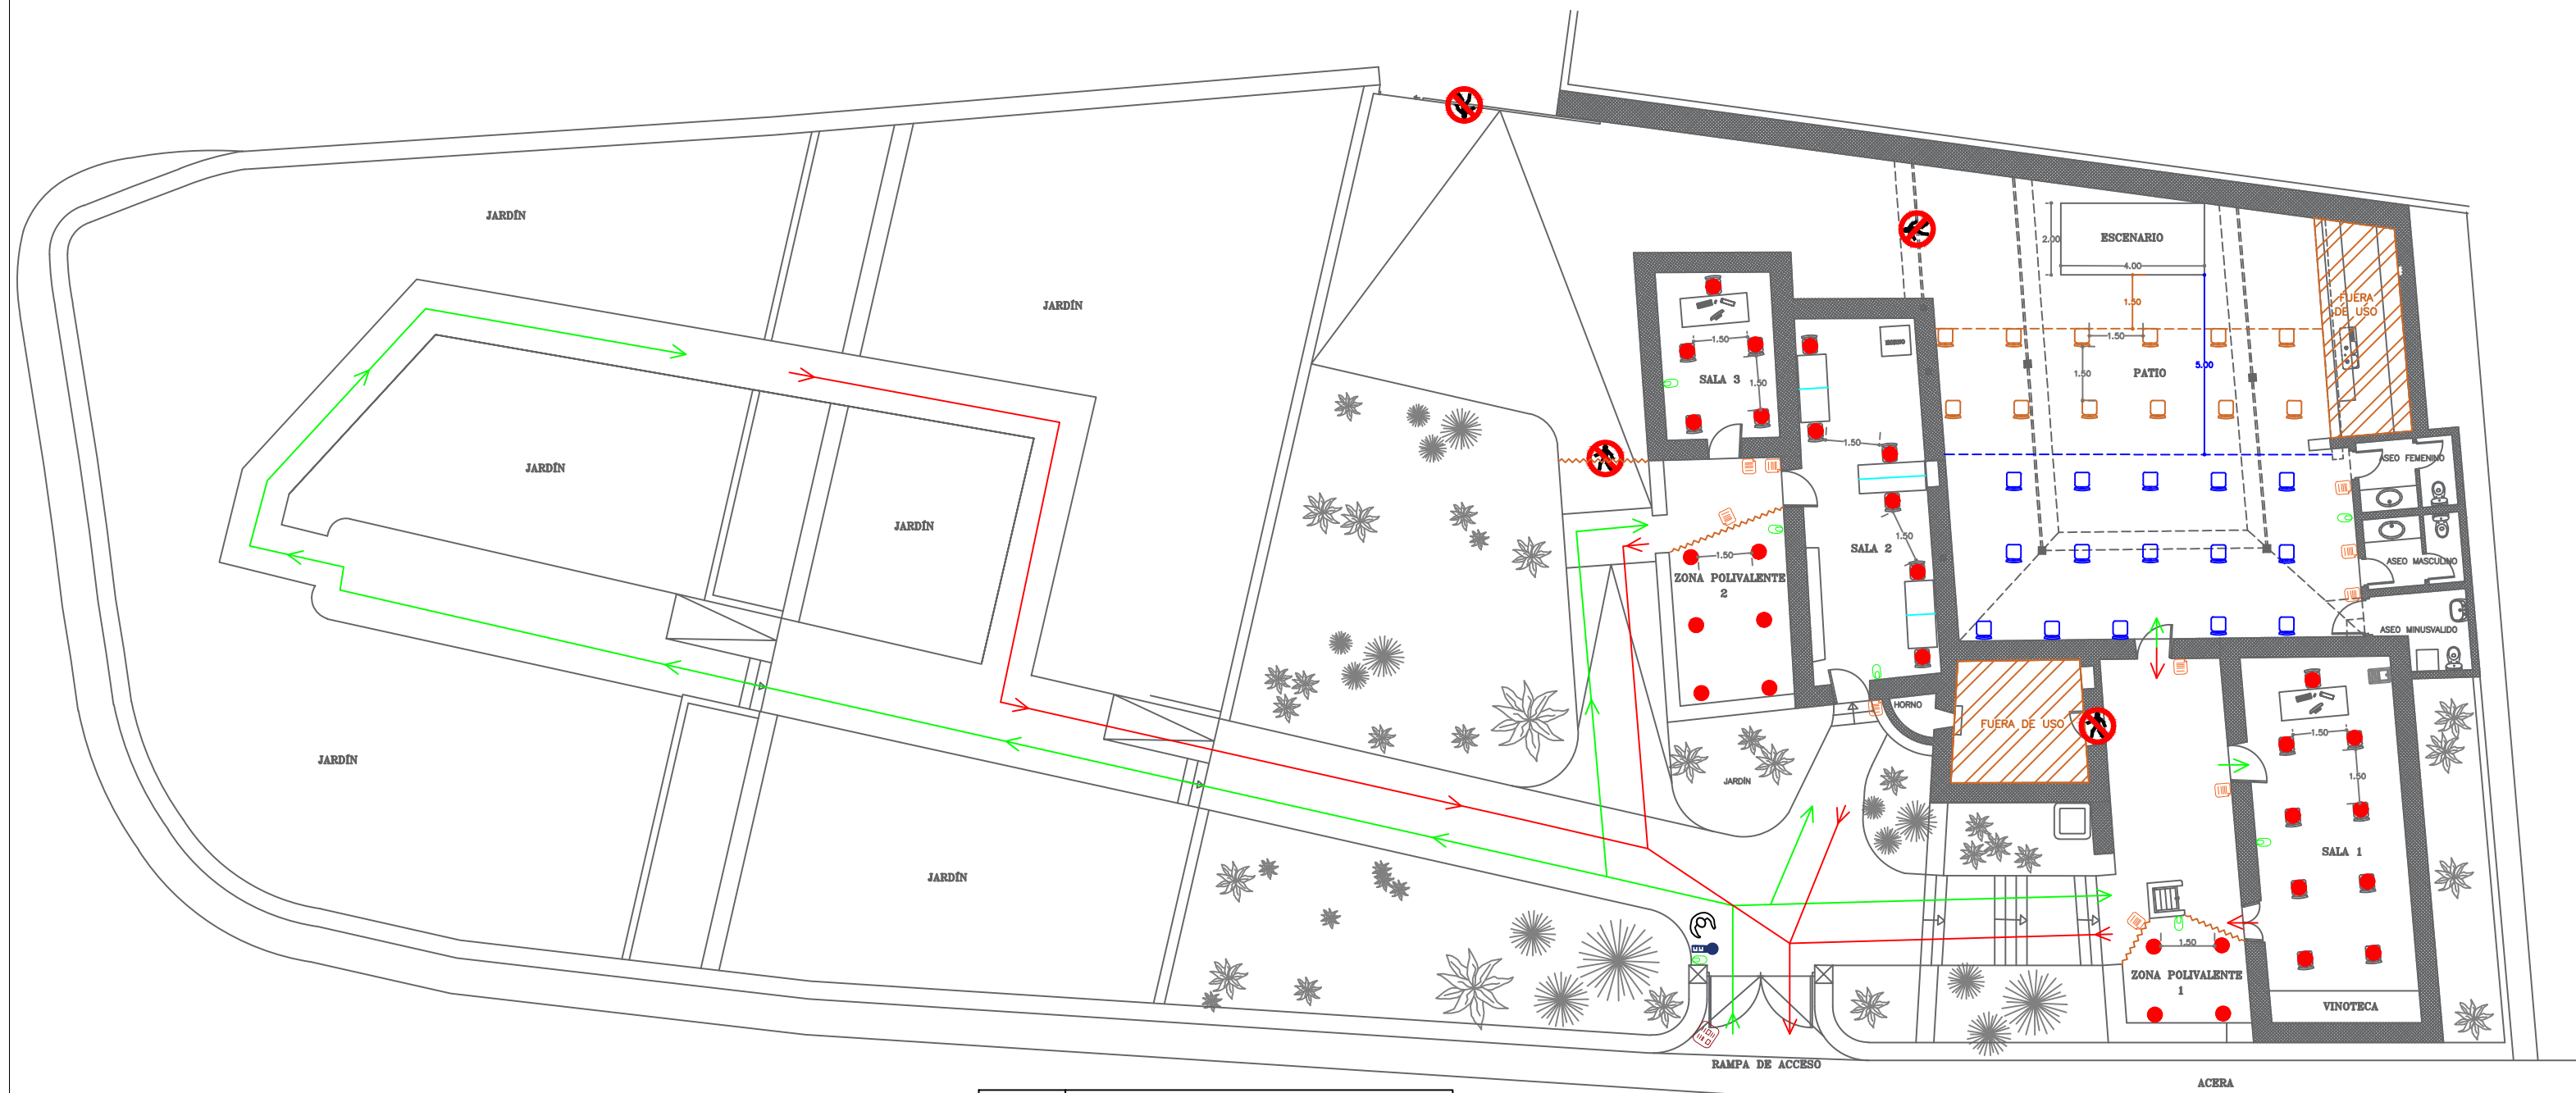 JARDÍN
JARDÍN
JARDÍN
JARDÍN
JARDÍN
JARDÍN
JARDÍN
ESCENARIO
2.00
4.00
1.50
FUERA
DE USO
1.50
1.50
5.00
PATIO
SALA 3
1.50
1.50
1.50
SALA 2
1.50
ZONA POLIVALENTE
2
1.50
ASEO FEMENINO
ASEO MASCULINO
ASEO MINUSVALIDO
HORNO
FUERA DE USO
1.50
1.50
SALA 1
1.50
ZONA POLIVALENTE
1
VINOTECA
RAMPA DE ACCESO
ACERA